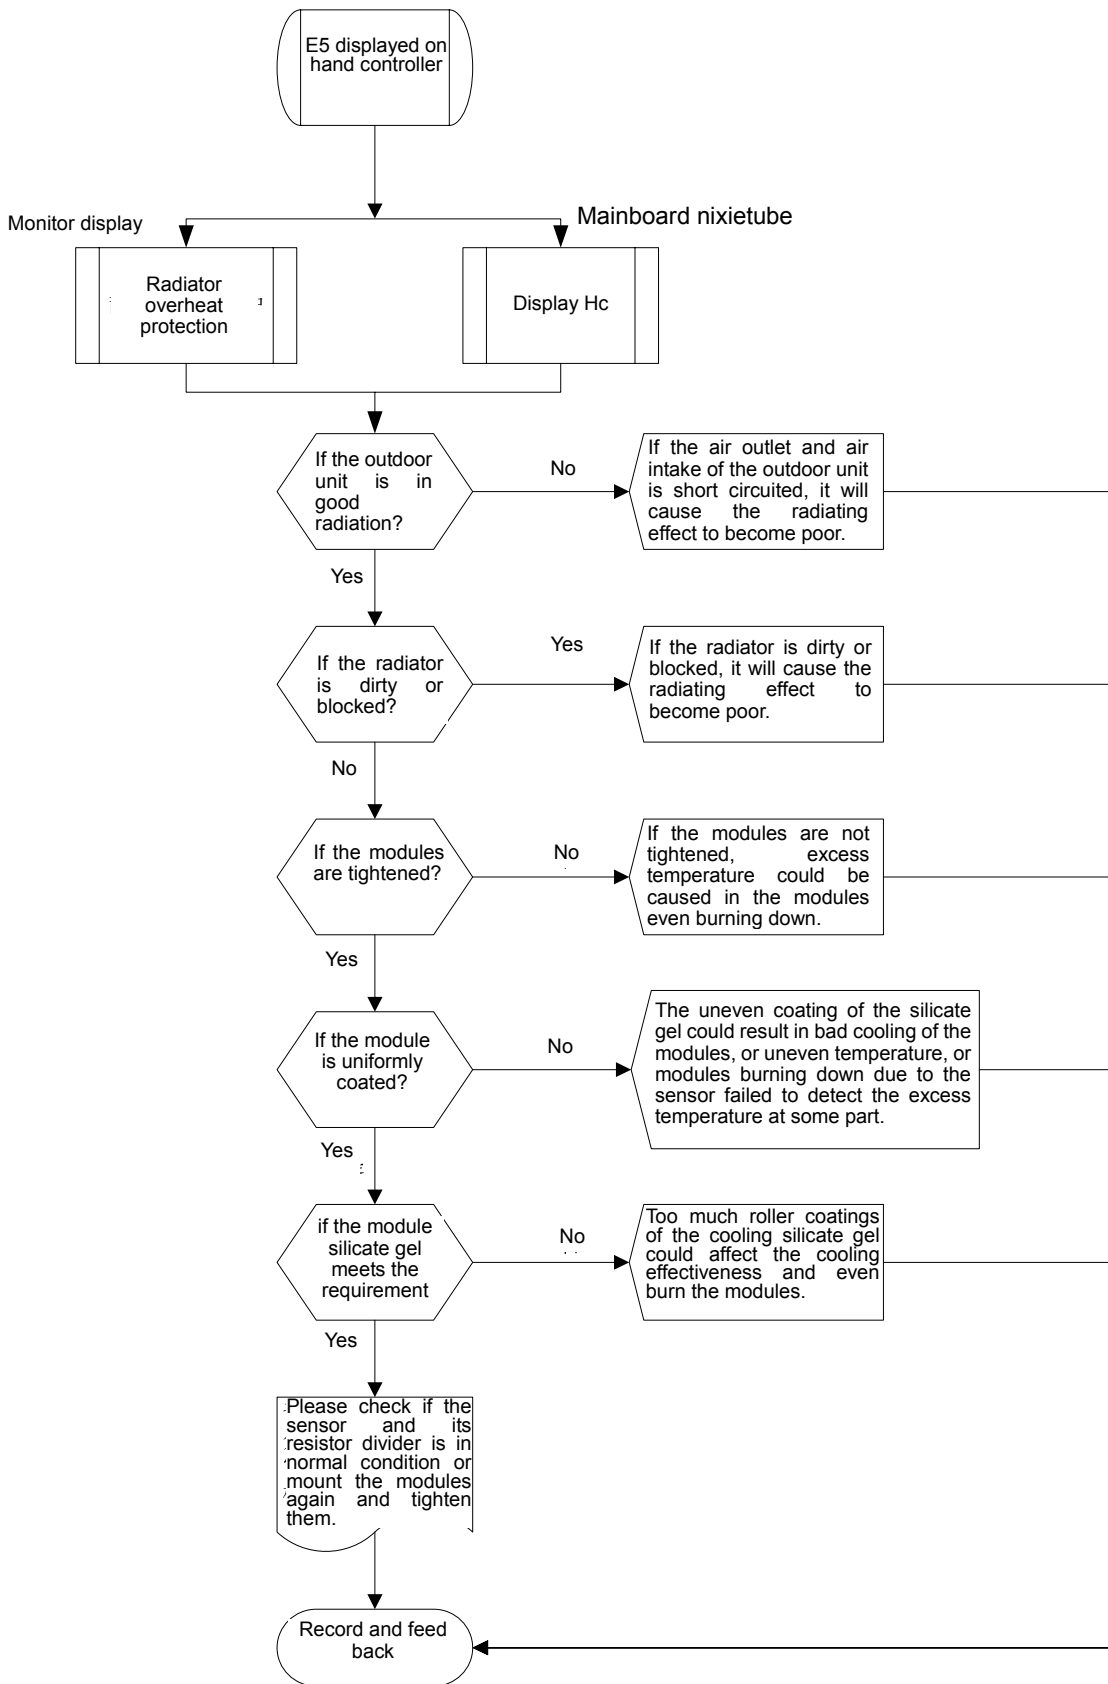 E5 displayed on
hand controller
Monitor display
Mainboard nixietube
Radiator
overheat
protection
Display Hc
If the outdoor
unit is in
good
radiation?
No
If the air outlet and air
intake of the outdoor unit
is short circuited, it will
cause the radiating
effect to become poor.
Yes
If the radiator
is dirty or
blocked?
Yes
If the radiator is dirty or
blocked, it will cause the
radiating effect to
become poor.
No
If the modules
are tightened?
No
If the modules are not
tightened, excess
temperature could be
caused in the modules
even burning down.
Yes
If the module
is uniformly
coated?
No
The uneven coating of the silicate
gel could result in bad cooling of the
modules, or uneven temperature, or
modules burning down due to the
sensor failed to detect the excess
temperature at some part.
Yes
if the module
silicate gel
meets the
requirement
No
Too much roller coatings
of the cooling silicate gel
could affect the cooling
effectiveness and even
burn the modules.
Yes
Please check if the
sensor and its
resistor divider is in
normal condition or
mount the modules
again and tighten
them.
Record and feed
back